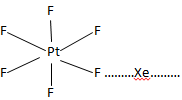 F
F F
Pt
F F ........Xe........
F